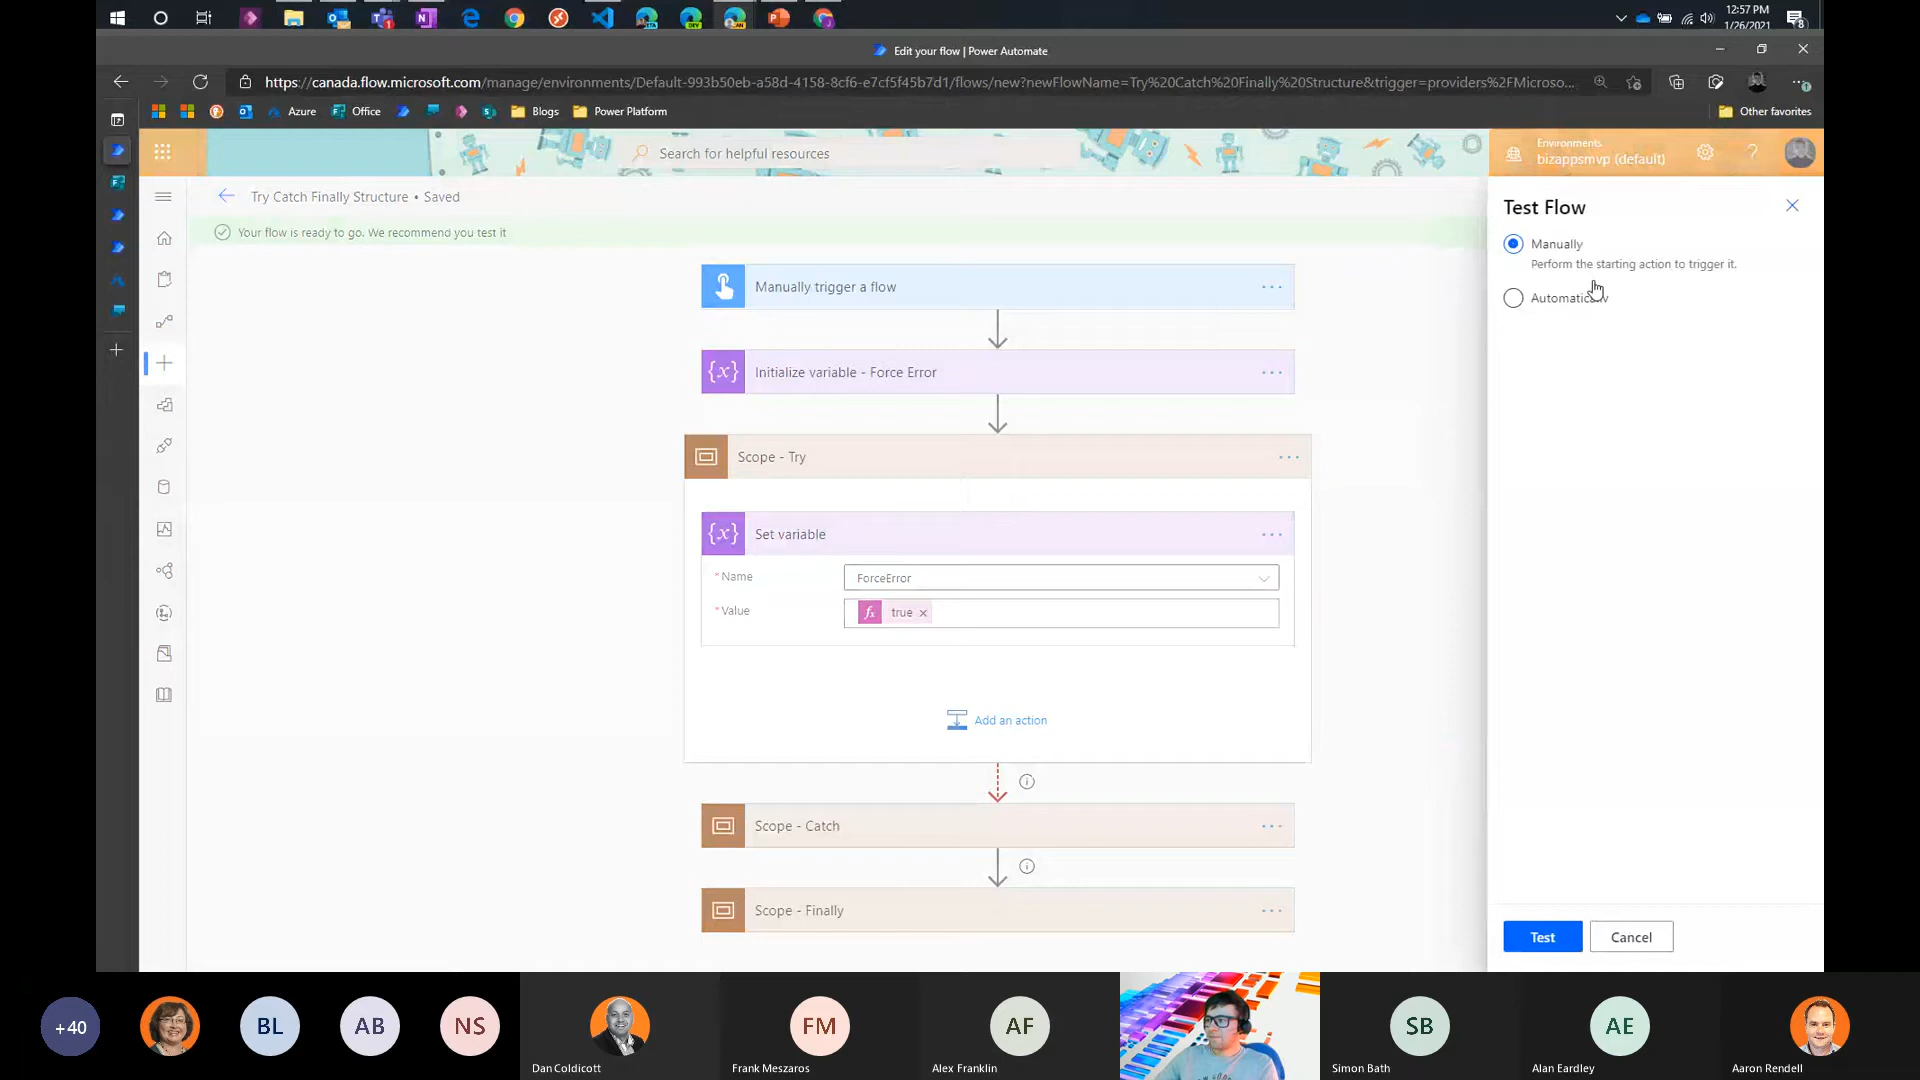 12:57 PM
1/26/2021
8
Edit your flow | Power Automate
https://canada.flow.microsoft.com/manage/environments/Default-993b50eb-a58d-4158-8cf6-e7cf5f45b7d1/flows/new?newFlowName=Try%20Catch%20Finally%20Structure&trigger=providers%2FMicroso...
Azure
Office
Blogs
Power Platform
Other favorites
Search for helpful resources
Environments
bizappsmvp (default)
?
Try Catch Finally Structure • Saved
Your flow is ready to go. We recommend you test it
Test Flow
Manually
Perform the starting action to trigger it.
Automatically
Manually trigger a flow
{x} Initialize variable - Force Error
Scope - Try
{x} Set variable
* Name
ForceError
* Value
fx true ×
Add an action
Scope - Catch
Scope - Finally
Test
Cancel
+40
BL
AB
NS
FM
AF
SB
AE
Dan Coldicott
Frank Meszaros
Alex Franklin
Simon Bath
Alan Eardley
Aaron Rendell